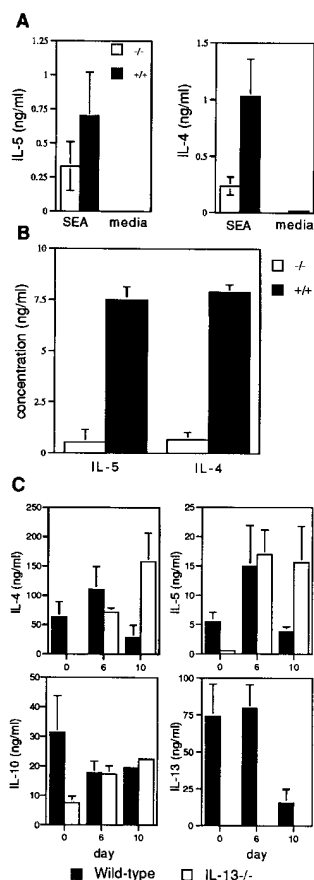 A
IL-5 (ng/ml)
1.25
1
0.75
0.5
0.25
0
SEA media
-/-
+/+
IL-4 (ng/ml)
1.5
1
0.5
0
SEA media
B
concentration (ng/ml)
10
7.5
5
2.5
0
IL-5 IL-4
-/-
+/+
C
IL-4 (ng/ml)
250
200
150
100
50
0
0 6 10
IL-5 (ng/ml)
25
20
15
10
5
0
0 6 10
IL-10 (ng/ml)
50
40
30
20
10
0
0 6 10
day
IL-13 (ng/ml)
100
75
50
25
0
0 6 10
day
Wild-type IL-13-/-